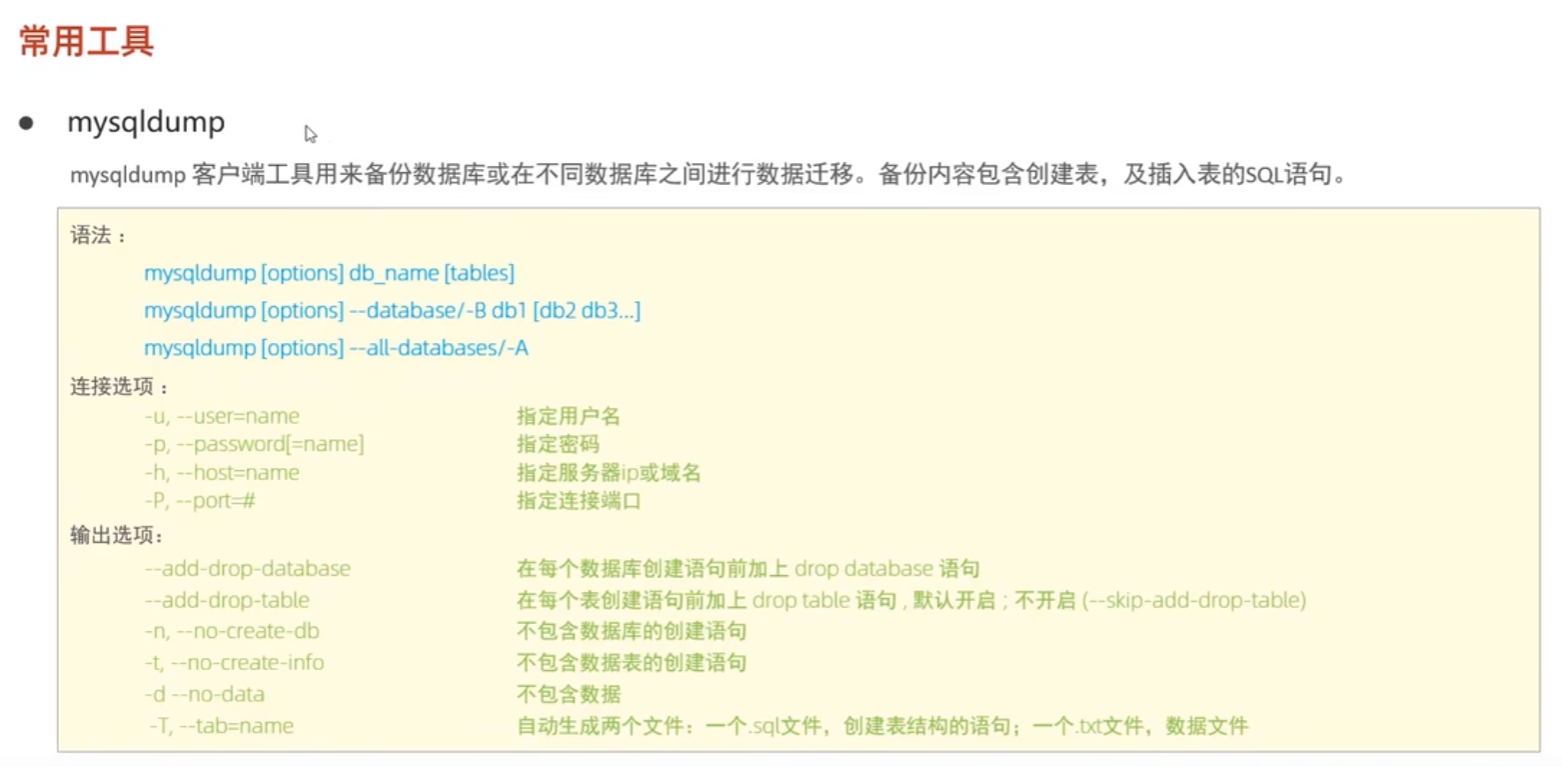 常用工具
● mysqldump
mysqldump 客户端工具用来备份数据库或在不同数据库之间进行数据迁移。备份内容包含创建表，及插入表的SQL语句。
语法：
mysqldump [options] db_name [tables]
mysqldump [options] --database/-B db1 [db2 db3...]
mysqldump [options] --all-databases/-A
连接选项：
-u, --user=name 指定用户名
-p, --password[=name] 指定密码
-h, --host=name 指定服务器ip或域名
-P, --port=# 指定连接端口
输出选项：
--add-drop-database 在每个数据库创建语句前加上 drop database 语句
--add-drop-table 在每个表创建语句前加上 drop table 语句 , 默认开启 ; 不开启 (--skip-add-drop-table)
-n, --no-create-db 不包含数据库的创建语句
-t, --no-create-info 不包含数据表的创建语句
-d --no-data 不包含数据
-T, --tab=name 自动生成两个文件：一个.sql文件，创建表结构的语句；一个.txt文件，数据文件